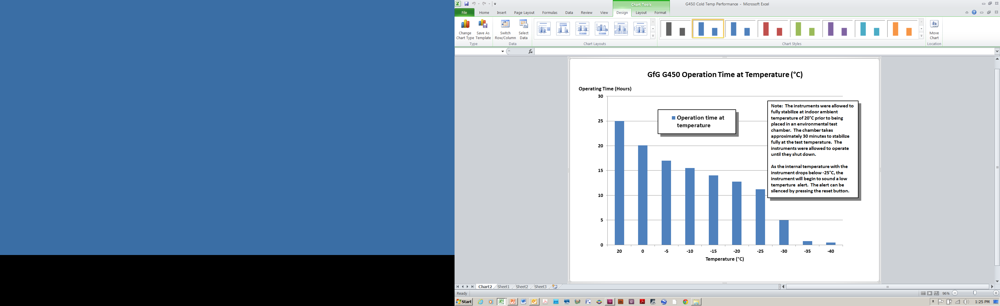 G450 Cold Temp Performance - Microsoft Excel
Chart Tools
File Home Insert Page Layout Formulas Data Review View Design Layout Format
Change Chart Type
Save As Template
Switch Row/Column
Select Data
Move Chart
Type Data Chart Layouts Chart Styles Location
fx
GfG G450 Operation Time at Temperature (°C)
Operating Time (Hours)
30
25
20
15
10
5
0
Operation time at
temperature
Note: The instruments were allowed to
fully stabilize at indoor ambient
temperature of 20°C prior to being
placed in an environmental test
chamber. The chamber takes
approximately 30 minutes to stabilize
fully at the test temperature. The
instruments were allowed to operate
until they shut down.
As the internal temperature with the
instrument drops below -25°C, the
instrument will begin to sound a low
temperture alert. The alert can be
silenced by pressing the reset button.
20 0 -5 -10 -15 -20 -25 -30 -35 -40
Temperature (°C)
Chart2 Sheet1 Sheet2 Sheet3
Ready
96%
Start
1:25 PM